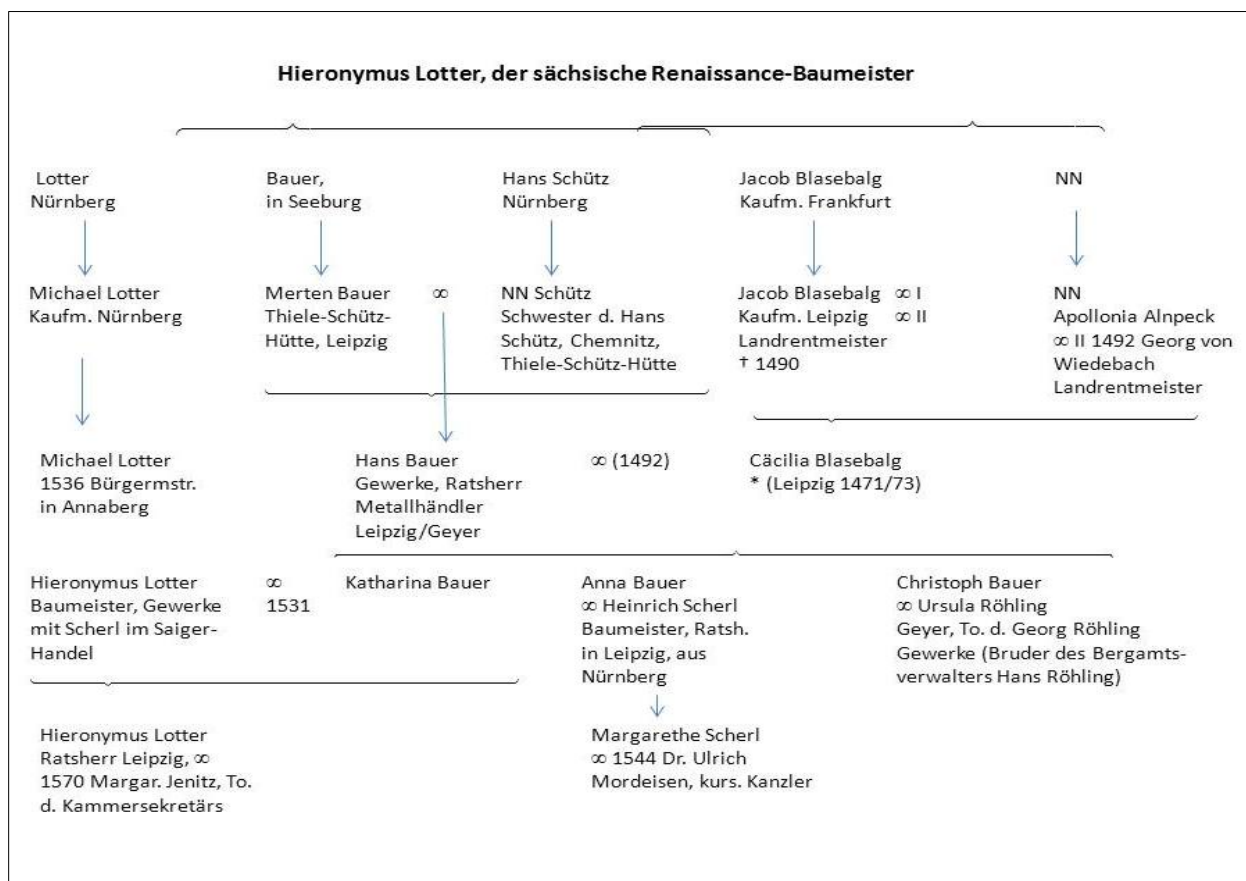 Hieronymus Lotter, der sächsische Renaissance-Baumeister
Lotter
Nürnberg
Bauer,
in Seeburg
Hans Schütz
Nürnberg
Jacob Blasebalg
Kaufm. Frankfurt
NN
Michael Lotter
Kaufm. Nürnberg
Merten Bauer
Thiele-Schütz-
Hütte, Leipzig
∞
NN Schütz
Schwester d. Hans
Schütz, Chemnitz,
Thiele-Schütz-Hütte
Jacob Blasebalg ∞ I
Kaufm. Leipzig ∞ II
Landrentmeister
† 1490
NN
Apollonia Alnpeck
∞ II 1492 Georg von
Wiedebach
Landrentmeister
Michael Lotter
1536 Bürgermstr.
in Annaberg
Hans Bauer
Gewerke, Ratsherr
Metallhändler
Leipzig/Geyer
∞ (1492)
Cäcilia Blasebalg
* (Leipzig 1471/73)
Hieronymus Lotter
Baumeister, Gewerke
mit Scherl im Saiger-
Handel
∞
1531
Katharina Bauer
Anna Bauer
∞ Heinrich Scherl
Baumeister, Ratsh.
in Leipzig, aus
Nürnberg
Christoph Bauer
∞ Ursula Röhling
Geyer, To. d. Georg Röhling
Gewerke (Bruder des Bergamts-
verwalters Hans Röhling)
Hieronymus Lotter
Ratsherr Leipzig, ∞
1570 Margar. Jenitz, To.
d. Kammersekretärs
Margarethe Scherl
∞ 1544 Dr. Ulrich
Mordeisen, kurs. Kanzler